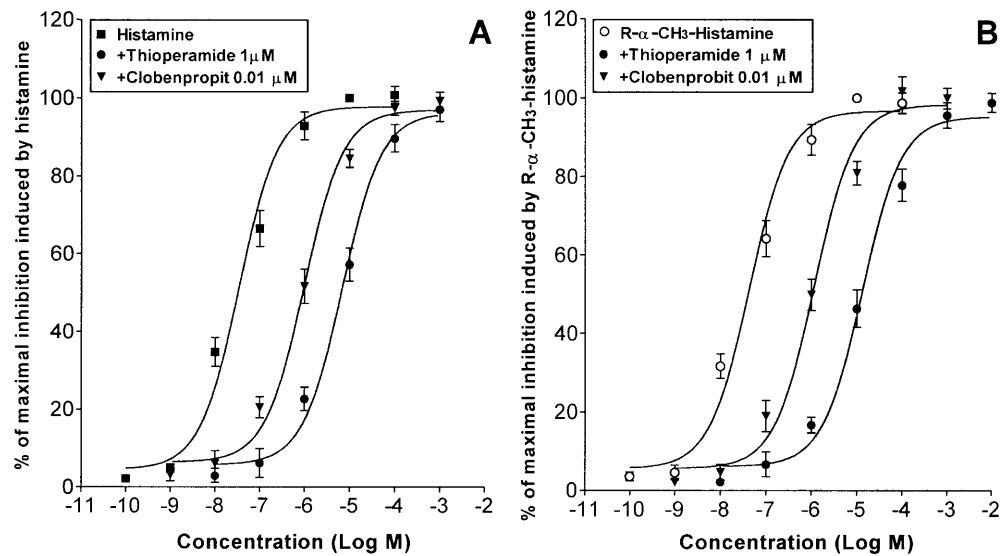 A
Histamine
+Thioperamide 1μM
+Clobenpropit 0.01 μM
% of maximal inhibition induced by histamine
120
100
80
60
40
20
0
-11 -10 -9 -8 -7 -6 -5 -4 -3 -2
Concentration (Log M)
B
R-α-CH3-Histamine
+Thioperamide 1 μM
+Clobenprobit 0.01 μM
% of maximal inhibition induced by R-α-CH3-histamine
120
100
80
60
40
20
0
-11 -10 -9 -8 -7 -6 -5 -4 -3 -2
Concentration (Log M)